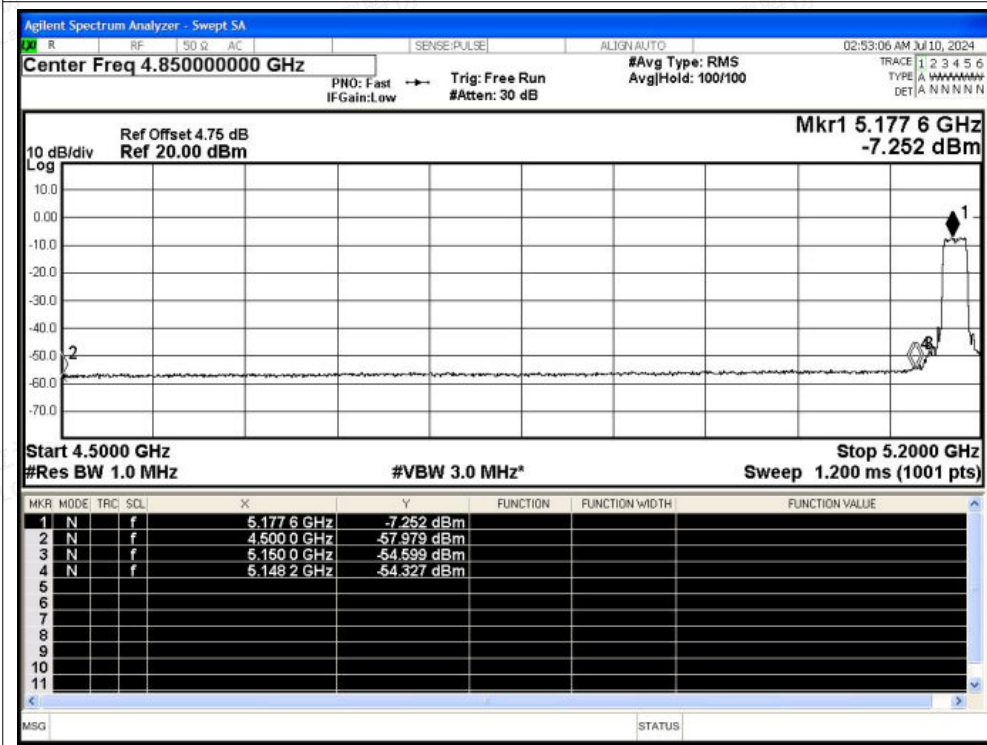 Agilent Spectrum Analyzer - Swept SA
LXI R RF 50 Ω AC SENSE:PULSE ALIGN AUTO 02:53:06 AM Jul 10, 2024
Center Freq 4.850000000 GHz #Avg Type: RMS TRACE 1 2 3 4 5 6
PNO: Fast Trig: Free Run Avg|Hold: 100/100 TYPE A
IFGain:Low #Atten: 30 dB DET A N N N N N
Mkr1 5.177 6 GHz
Ref Offset 4.75 dB
10 dB/div Ref 20.00 dBm -7.252 dBm
Log
10.0
0.00
1
-10.0
-20.0
-30.0
-40.0
-50.0 2
-60.0
-70.0
Start 4.5000 GHz Stop 5.2000 GHz
#Res BW 1.0 MHz #VBW 3.0 MHz* Sweep 1.200 ms (1001 pts)
MKR MODE TRC SCL X Y FUNCTION FUNCTION WIDTH FUNCTION VALUE
1 N f 5.177 6 GHz -7.252 dBm
2 N f 4.500 0 GHz -57.979 dBm
3 N f 5.150 0 GHz -54.599 dBm
4 N f 5.148 2 GHz -54.327 dBm
5
6
7
8
9
10
11
MSG STATUS